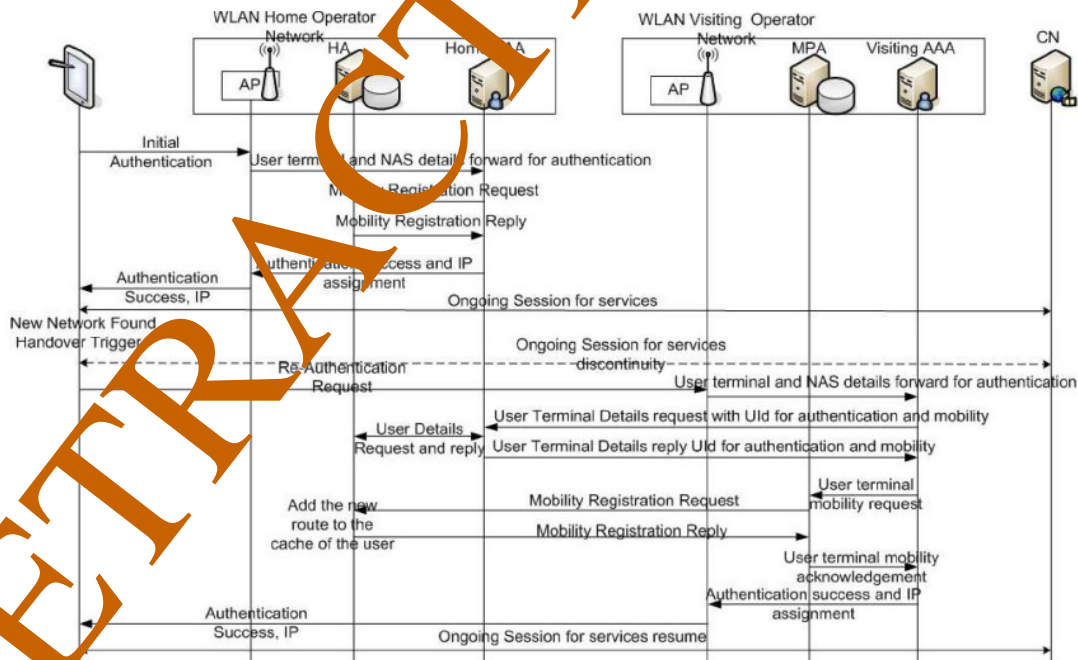 WLAN Home Operator
Network
WLAN Visiting Operator
Network
CN
HA
MPA
Visiting AAA
AP
AP
Initial
Authentication
User terminal and NAS details forward for authentication
Mobility Registration Request
Mobility Registration Reply
Authentication success and IP
assignment
Authentication
Success, IP
Ongoing Session for services
New Network Found
Handover Trigger
Ongoing Session for services
discontinuity
Re-Authentication
Request
User terminal and NAS details forward for authentication
User Terminal Details request with UId for authentication and mobility
User Details
Request and reply
User Terminal Details reply UId for authentication and mobility
User terminal
mobility request
Mobility Registration Request
Add the new
route to the
cache of the user
Mobility Registration Reply
User terminal mobility
acknowledgement
Authentication success and IP
assignment
Authentication
Success, IP
Ongoing Session for services resume